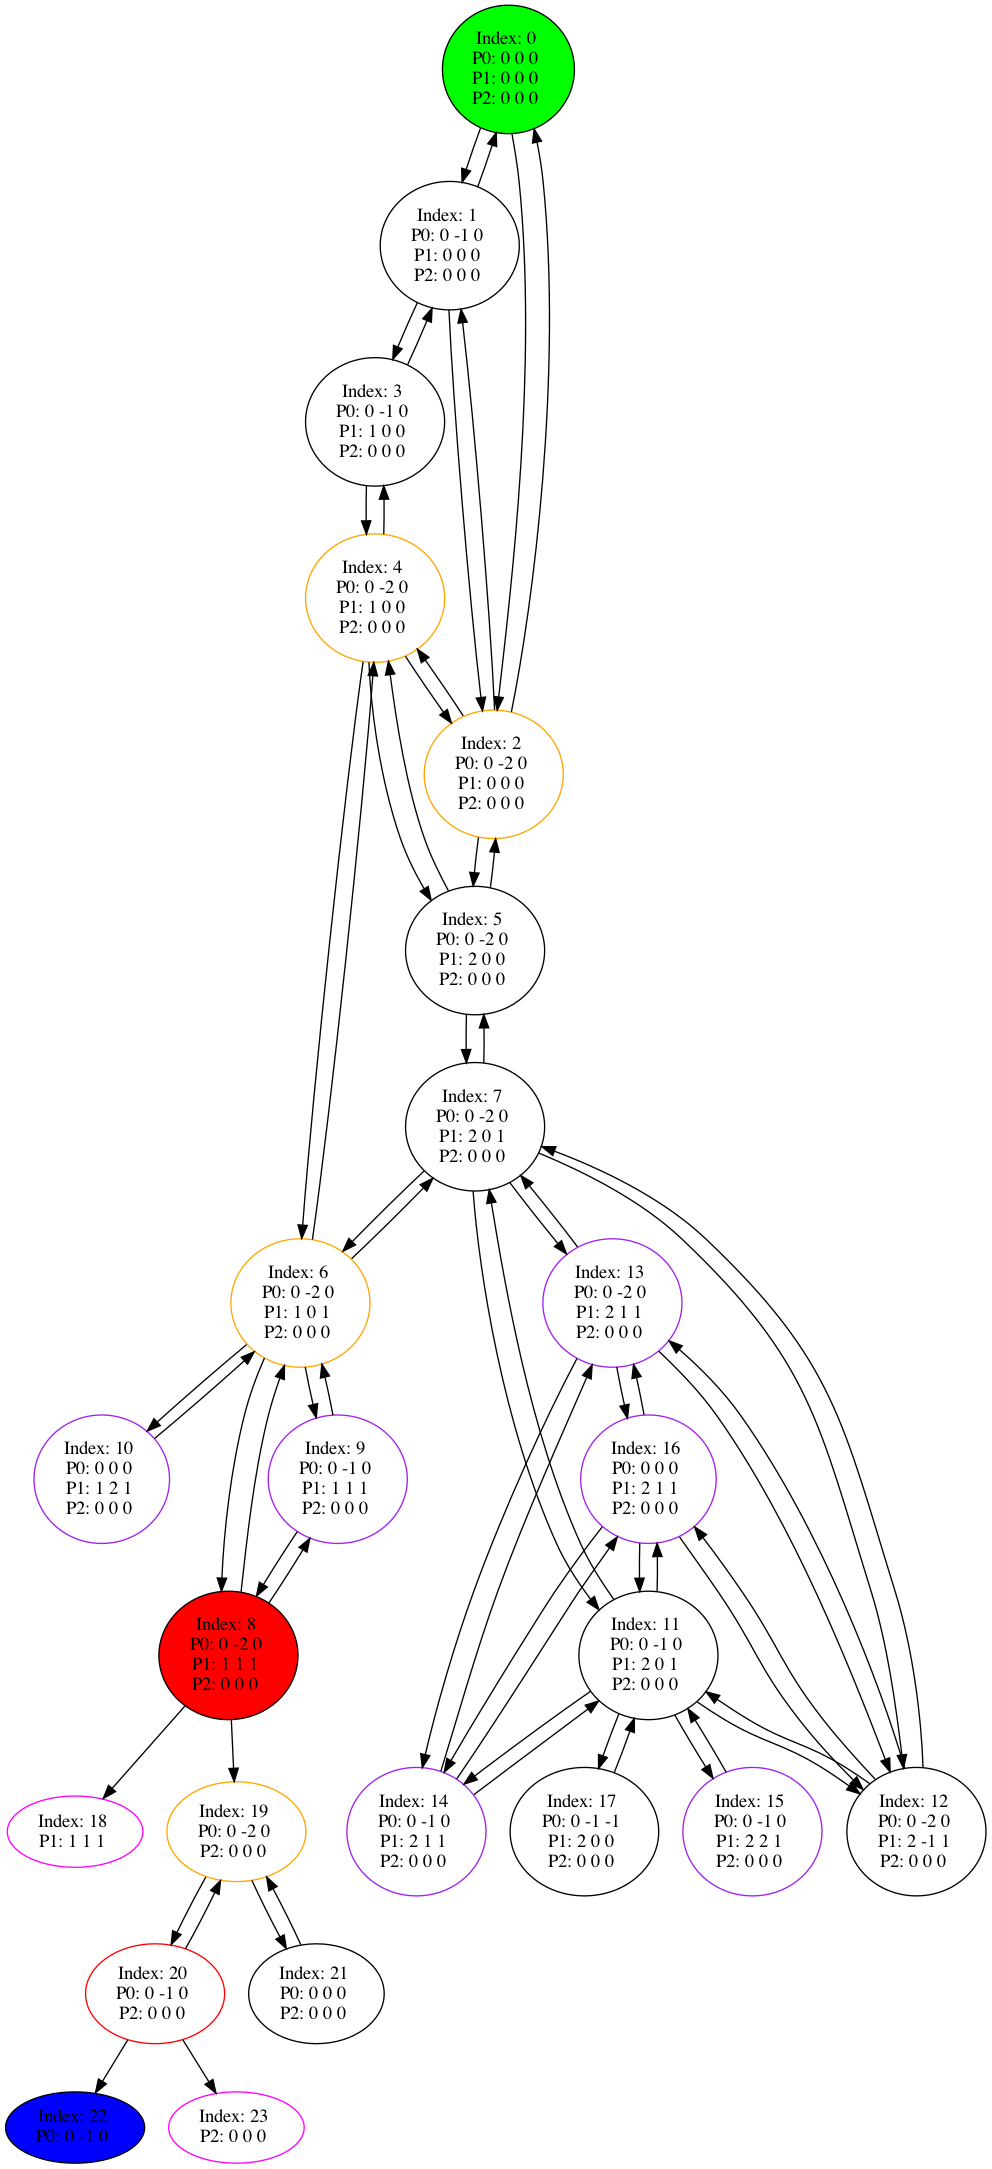 Index: 0
P0: 0 0 0
P1: 0 0 0
P2: 0 0 0
Index: 1
P0: 0 -1 0
P1: 0 0 0
P2: 0 0 0
Index: 3
P0: 0 -1 0
P1: 1 0 0
P2: 0 0 0
Index: 4
P0: 0 -2 0
P1: 1 0 0
P2: 0 0 0
Index: 2
P0: 0 -2 0
P1: 0 0 0
P2: 0 0 0
Index: 5
P0: 0 -2 0
P1: 2 0 0
P2: 0 0 0
Index: 7
P0: 0 -2 0
P1: 2 0 1
P2: 0 0 0
Index: 6
P0: 0 -2 0
P1: 1 0 1
P2: 0 0 0
Index: 13
P0: 0 -2 0
P1: 2 1 1
P2: 0 0 0
Index: 10
P0: 0 0 0
P1: 1 2 1
P2: 0 0 0
Index: 9
P0: 0 -1 0
P1: 1 1 1
P2: 0 0 0
Index: 16
P0: 0 0 0
P1: 2 1 1
P2: 0 0 0
Index: 8
P0: 0 -2 0
P1: 1 1 1
P2: 0 0 0
Index: 11
P0: 0 -1 0
P1: 2 0 1
P2: 0 0 0
Index: 18
P1: 1 1 1
Index: 19
P0: 0 -2 0
P2: 0 0 0
Index: 14
P0: 0 -1 0
P1: 2 1 1
P2: 0 0 0
Index: 17
P0: 0 -1 -1
P1: 2 0 0
P2: 0 0 0
Index: 15
P0: 0 -1 0
P1: 2 2 1
P2: 0 0 0
Index: 12
P0: 0 -2 0
P1: 2 -1 1
P2: 0 0 0
Index: 20
P0: 0 -1 0
P2: 0 0 0
Index: 21
P0: 0 0 0
P2: 0 0 0
Index: 22
P0: 0 -1 0
Index: 23
P2: 0 0 0